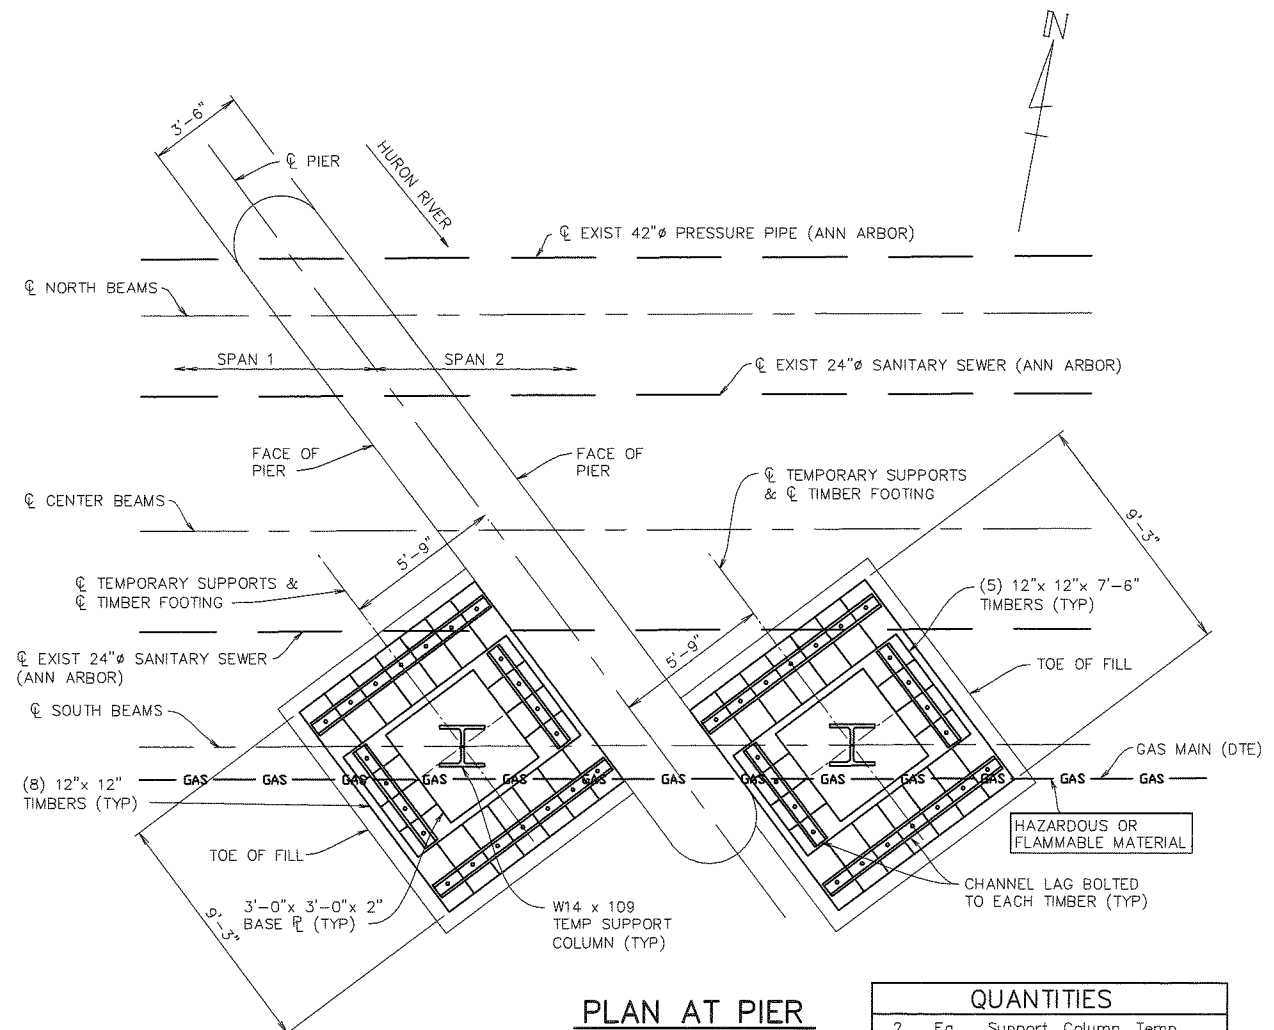 N
3'-6"
℄ PIER
HURON RIVER
℄ EXIST 42"ø PRESSURE PIPE (ANN ARBOR)
℄ NORTH BEAMS
SPAN 1
SPAN 2
℄ EXIST 24"ø SANITARY SEWER (ANN ARBOR)
FACE OF
PIER
FACE OF
PIER
℄ TEMPORARY SUPPORTS
& ℄ TIMBER FOOTING
℄ CENTER BEAMS
9'-3"
5'-9"
℄ TEMPORARY SUPPORTS &
℄ TIMBER FOOTING
(5) 12"x 12"x 7'-6"
TIMBERS (TYP)
5'-9"
℄ EXIST 24"ø SANITARY SEWER
(ANN ARBOR)
TOE OF FILL
℄ SOUTH BEAMS
GAS MAIN (DTE)
GAS GAS GAS GAS GAS GAS GAS GAS GAS GAS GAS GAS GAS
(8) 12"x 12"
TIMBERS (TYP)
HAZARDOUS OR
FLAMMABLE MATERIAL
TOE OF FILL
CHANNEL LAG BOLTED
TO EACH TIMBER (TYP)
3'-0"x 3'-0"x 2"
BASE ℄ (TYP)
W14 x 109
TEMP SUPPORT
COLUMN (TYP)
9'-3"
PLAN AT PIER
QUANTITIES
2 Ea Support, Column, Temp